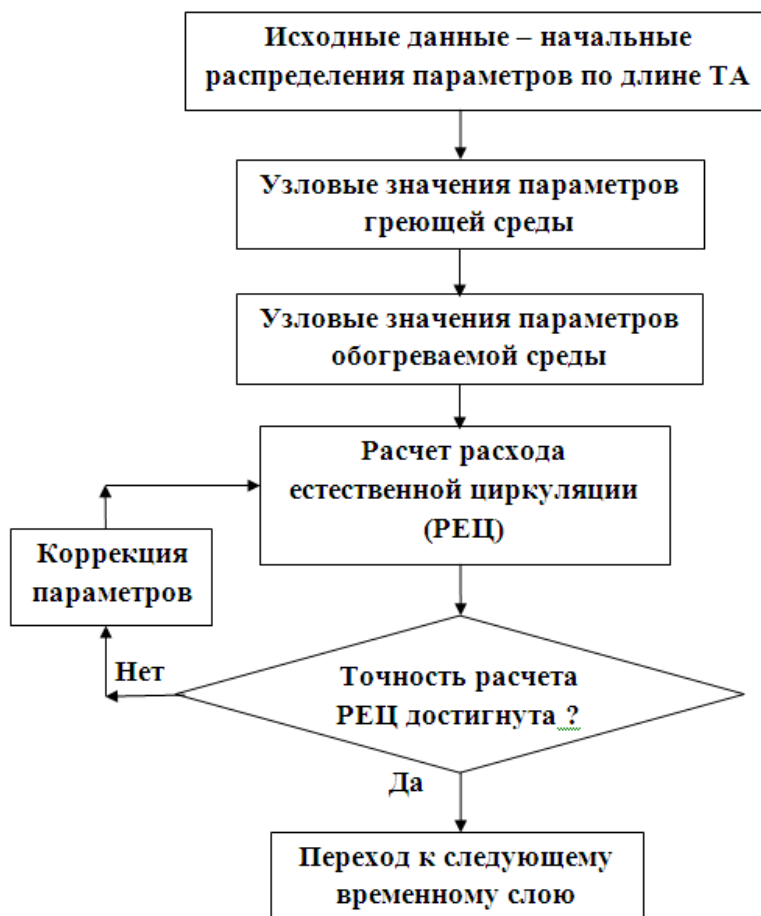 Исходные данные – начальные
распределения параметров по длине ТА
Узловые значения параметров
греющей среды
Узловые значения параметров
обогреваемой среды
Расчет расхода
естественной циркуляции
(РЕЦ)
Коррекция
параметров
Нет
Точность расчета
РЕЦ достигнута ?
Да
Переход к следующему
временному слою